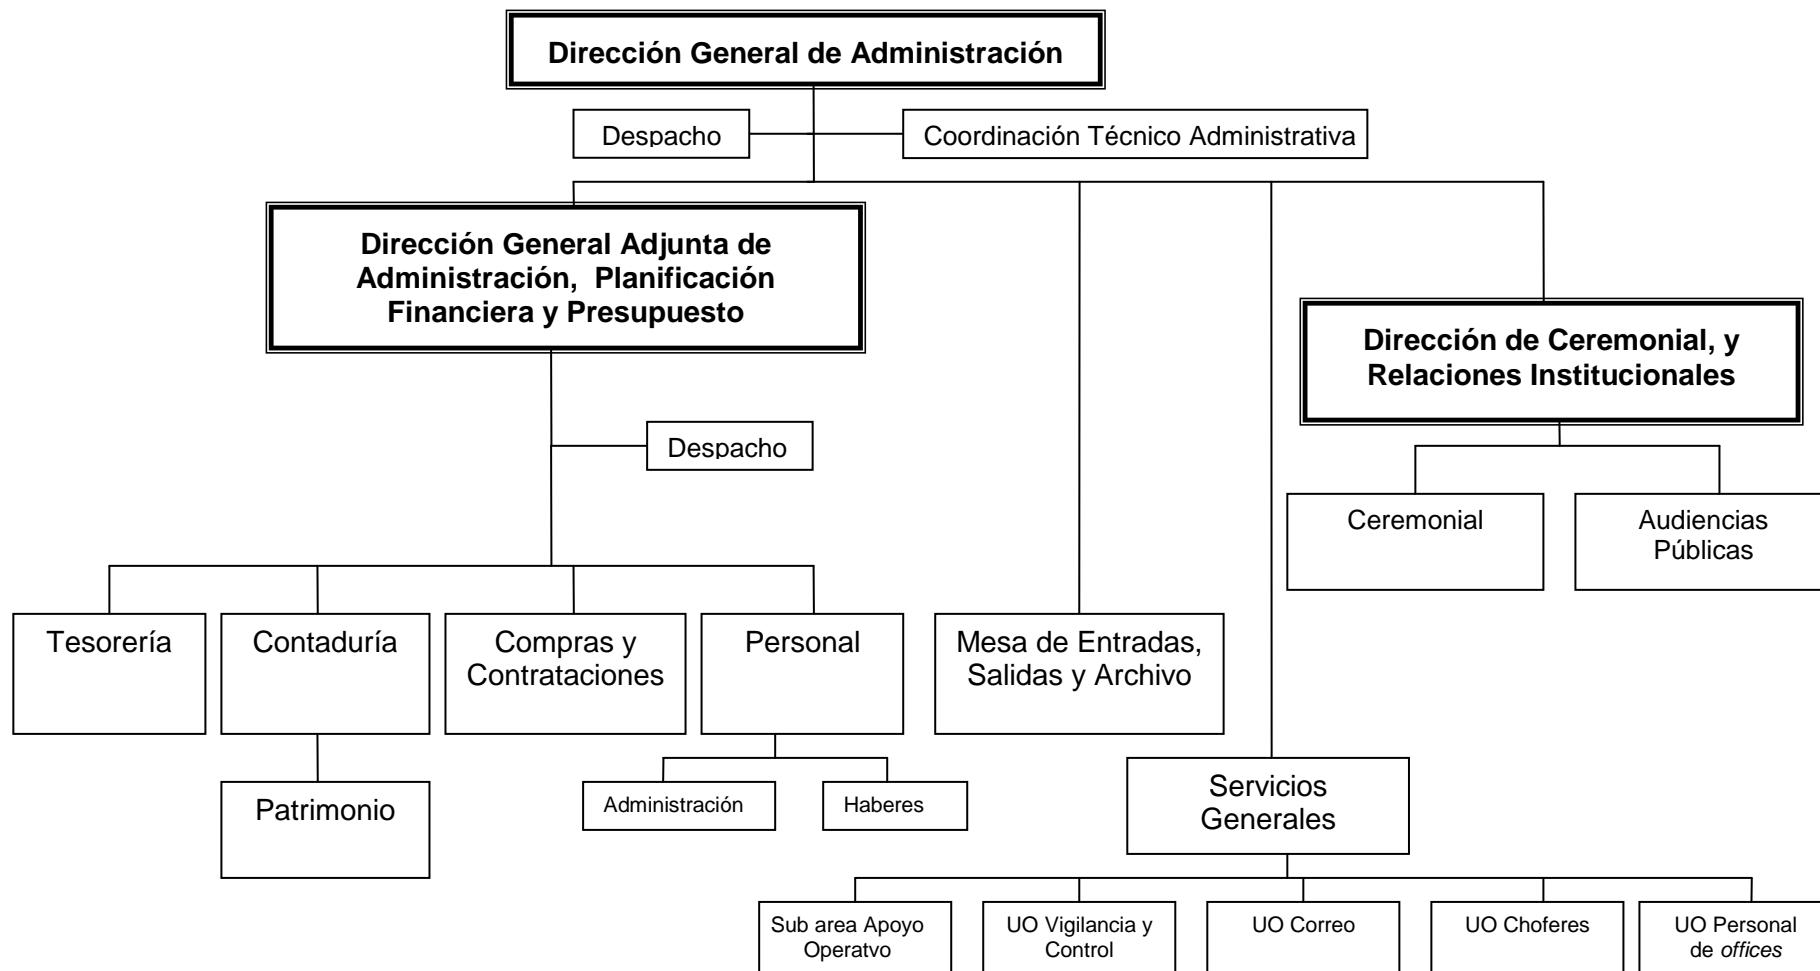 Dirección General de Administración
Despacho
Coordinación Técnico Administrativa
Dirección General Adjunta de
Administración, Planificación
Financiera y Presupuesto
Dirección de Ceremonial, y
Relaciones Institucionales
Despacho
Ceremonial
Audiencias
Públicas
Tesorería
Contaduría
Compras y
Contrataciones
Personal
Mesa de Entradas,
Salidas y Archivo
Patrimonio
Administración
Haberes
Servicios
Generales
Sub area Apoyo
Operatvo
UO Vigilancia y
Control
UO Correo
UO Choferes
UO Personal
de offices